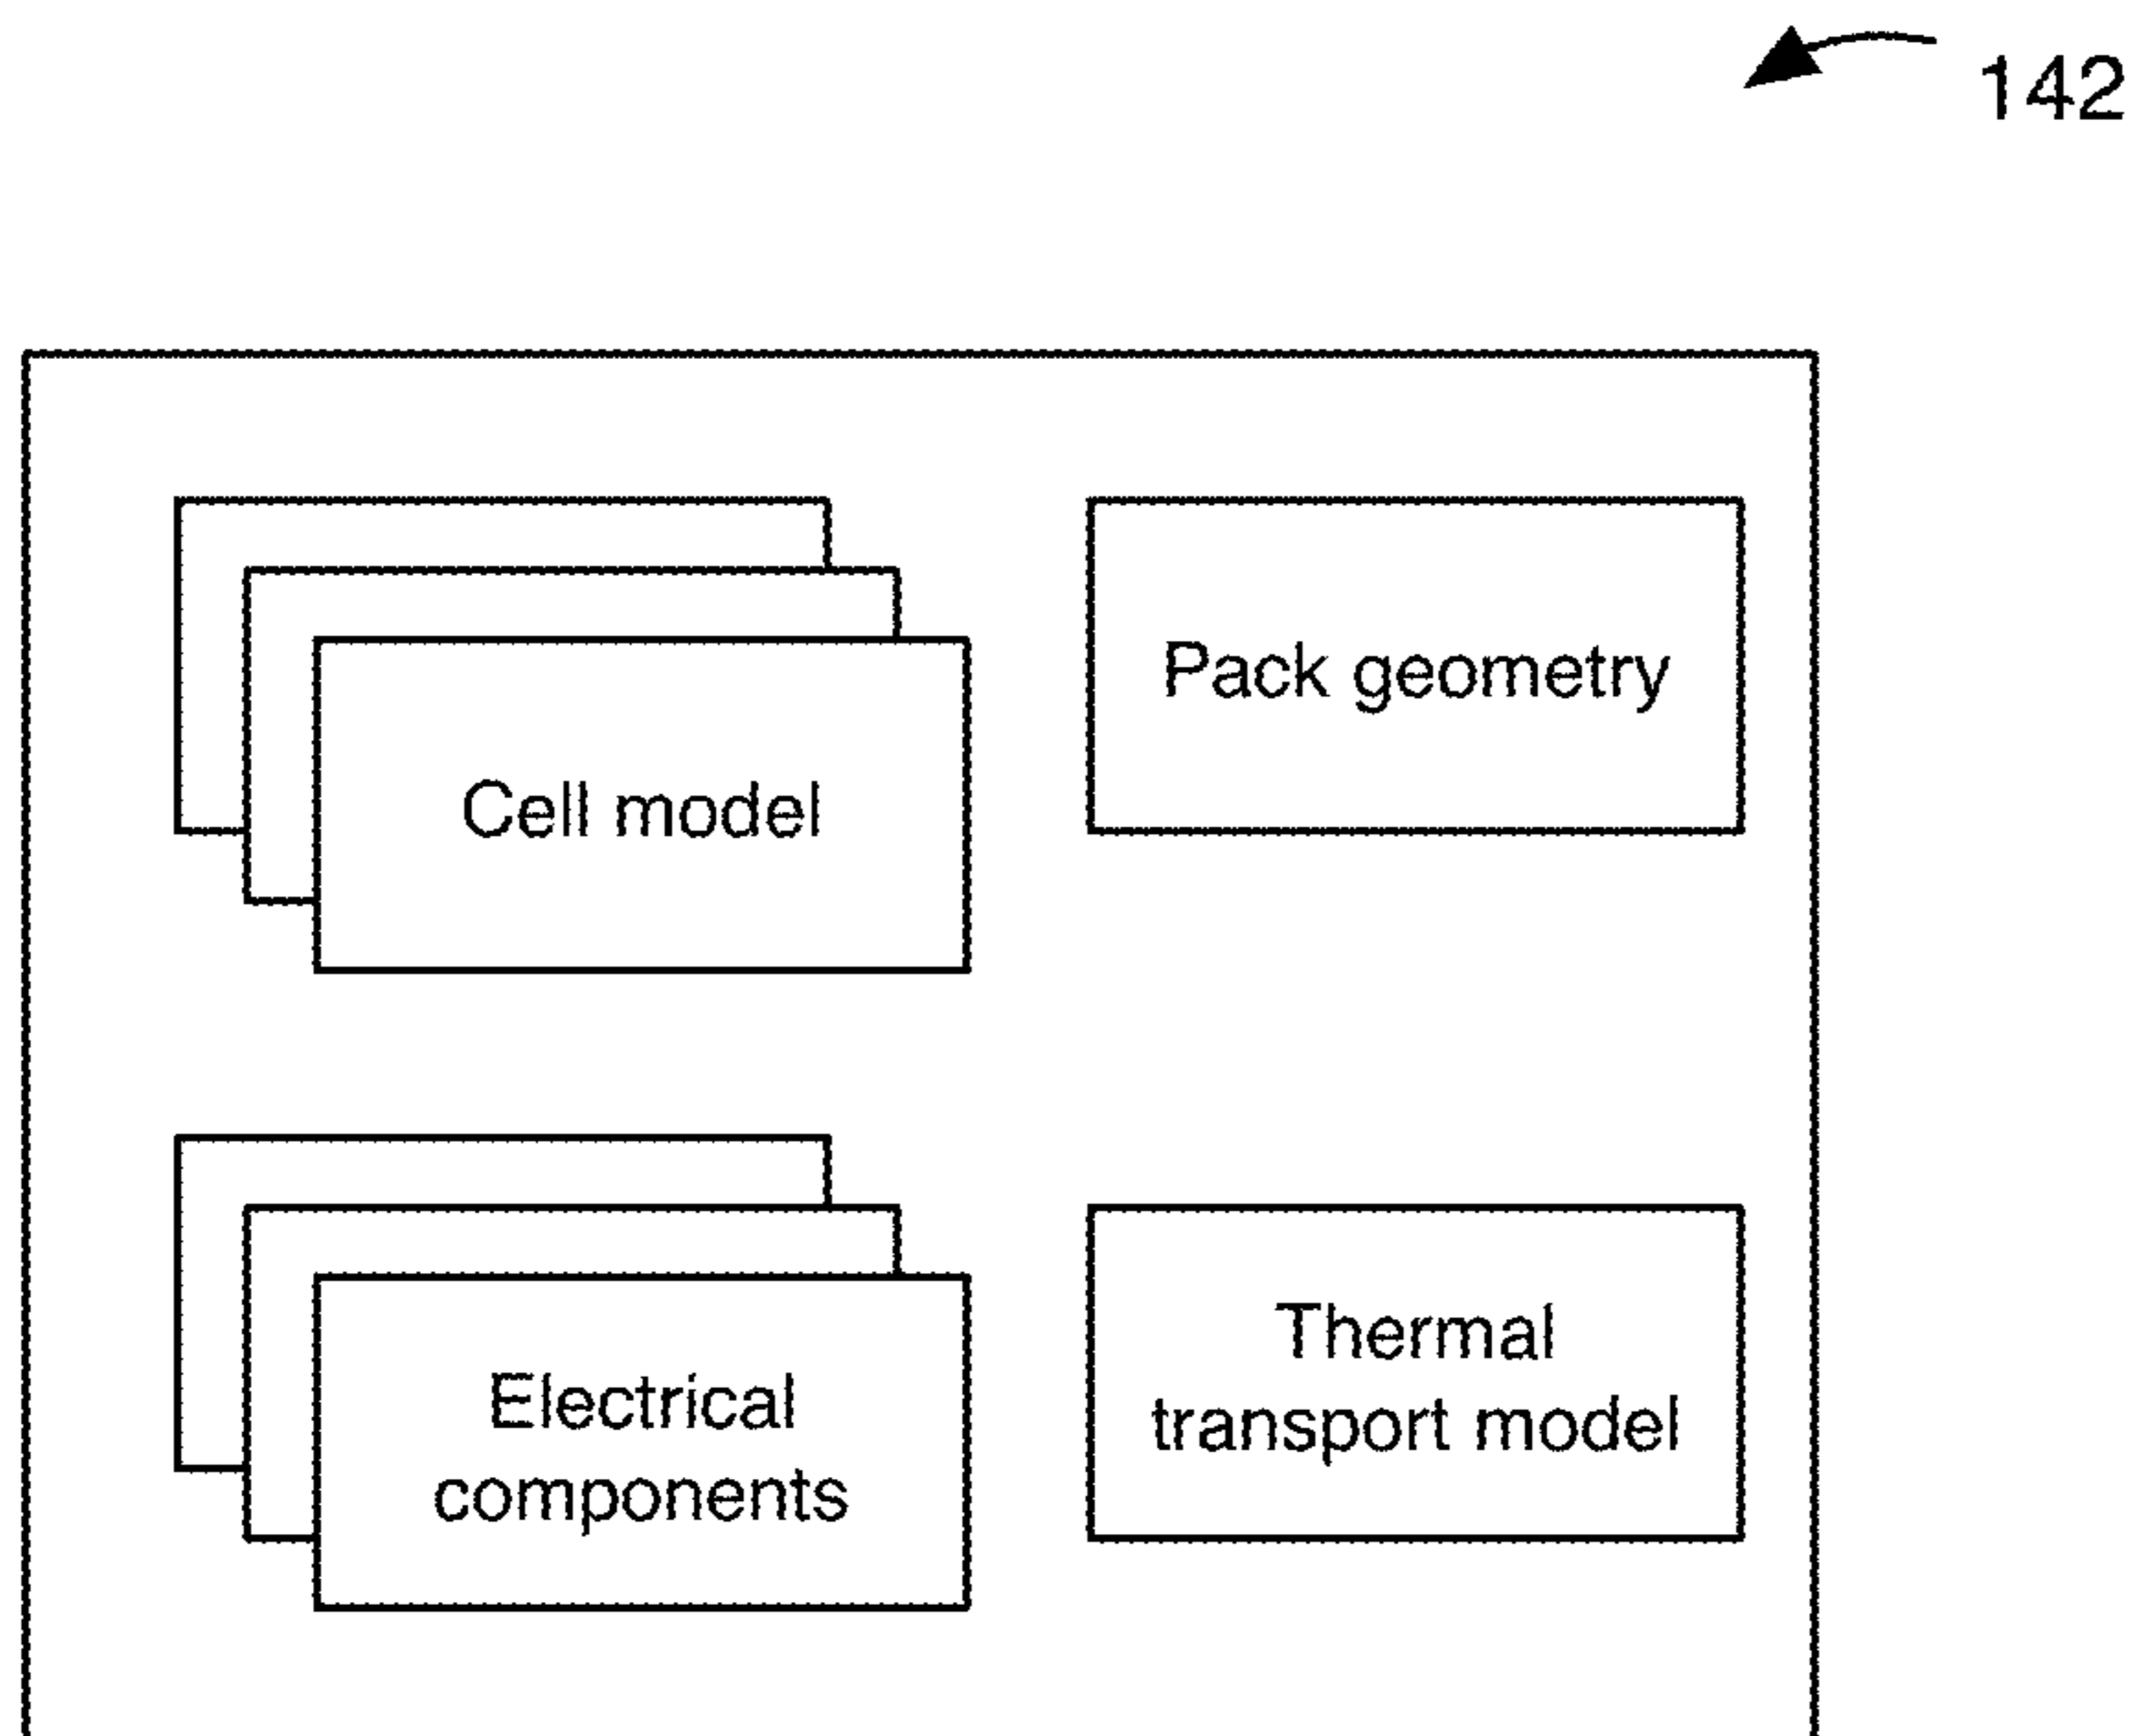 142
Cell model
Pack geometry
Electrical
components
Thermal
transport model